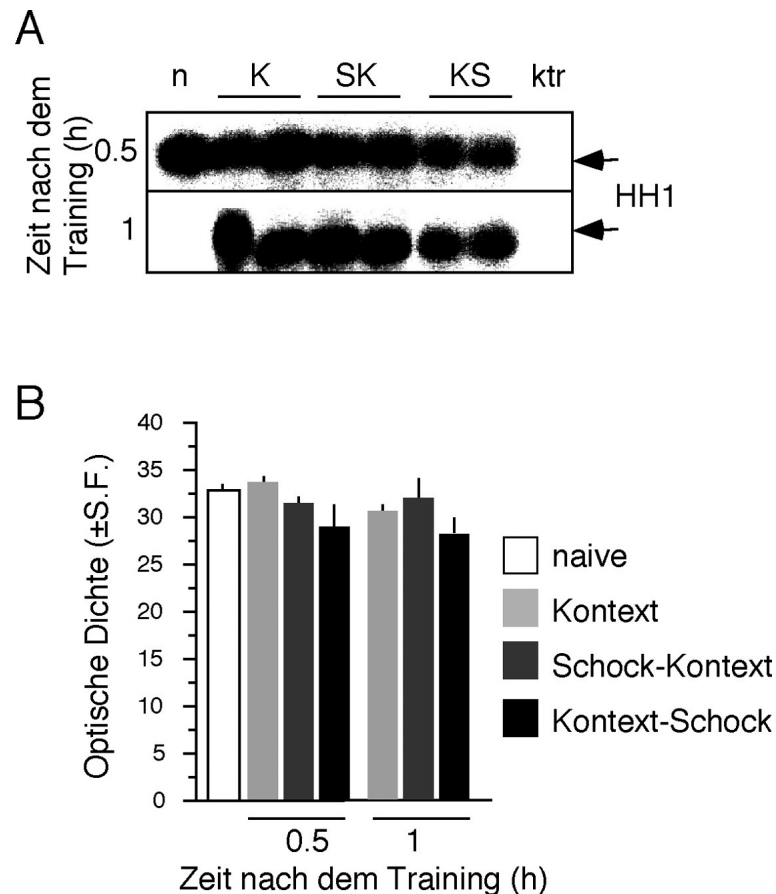 A
n K SK KS ktr
Zeit nach dem
Training (h)
0.5
1
HH1
B
Optische Dichte (±S.F.)
40
35
30
25
20
15
10
5
0
0.5 1
Zeit nach dem Training (h)
naive
Kontext
Schock-Kontext
Kontext-Schock